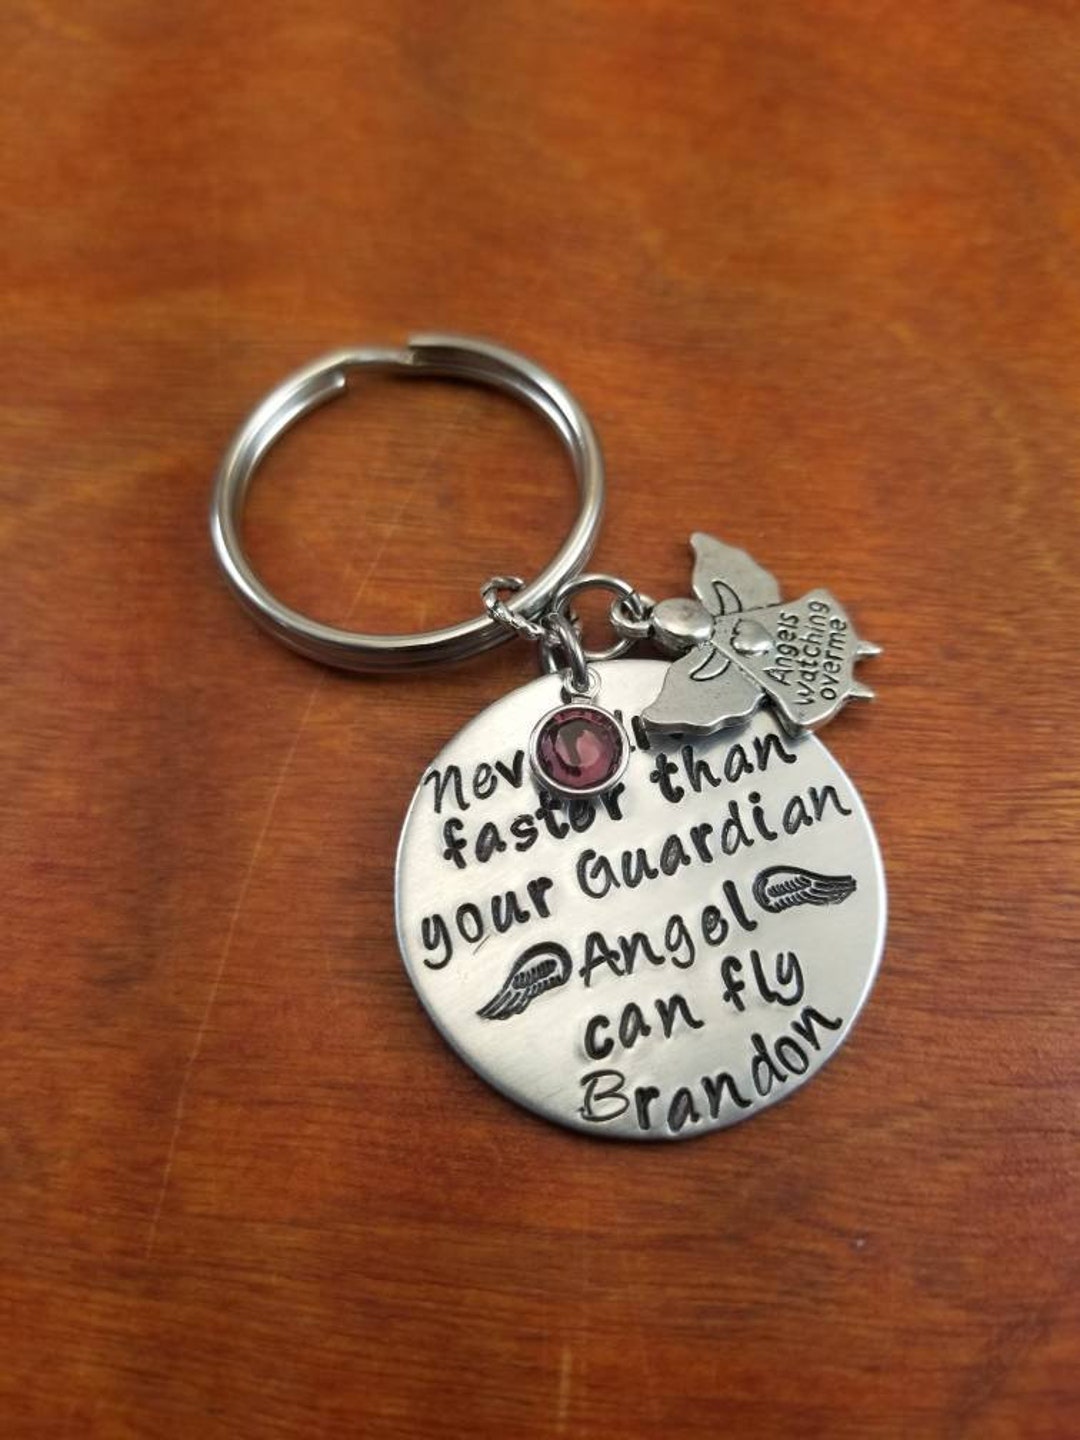 Angels
watching
over me
Nev
faster than
your Guardian
Angel
can fly
Brandon